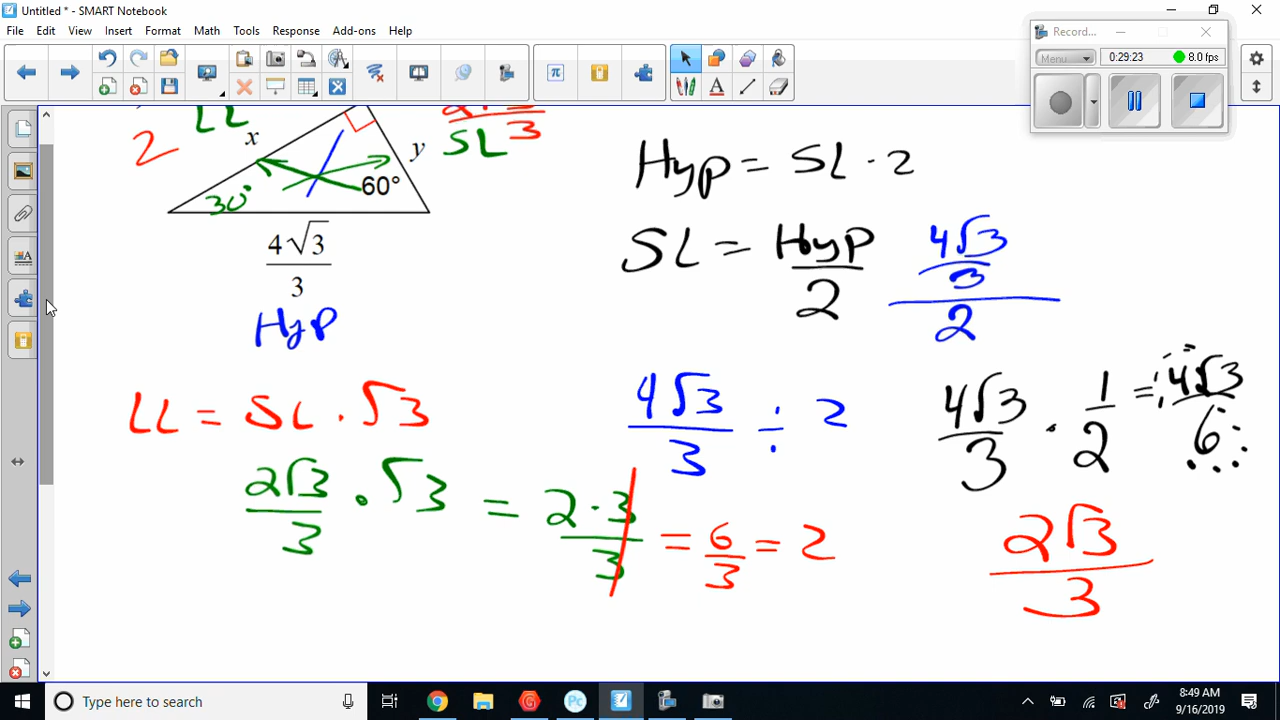 Untitled * - SMART Notebook
File Edit View Insert Format Math Tools Response Add-ons Help
Record...
Menu
0:29:23
8.0 fps
π
A
2
LL
x
y
SL
3
30°
60°
4√3
3
Hyp
Hyp = SL · 2
SL = Hyp
2
4√3
3
2
LL = SL · √3
4√3
3
÷ 2
4√3
3
· 1
2
= 4√3
6
2√3
3
· √3 = 2 · 3
3
= 6
3
= 2
2√3
3
Type here to search
8:49 AM
9/16/2019